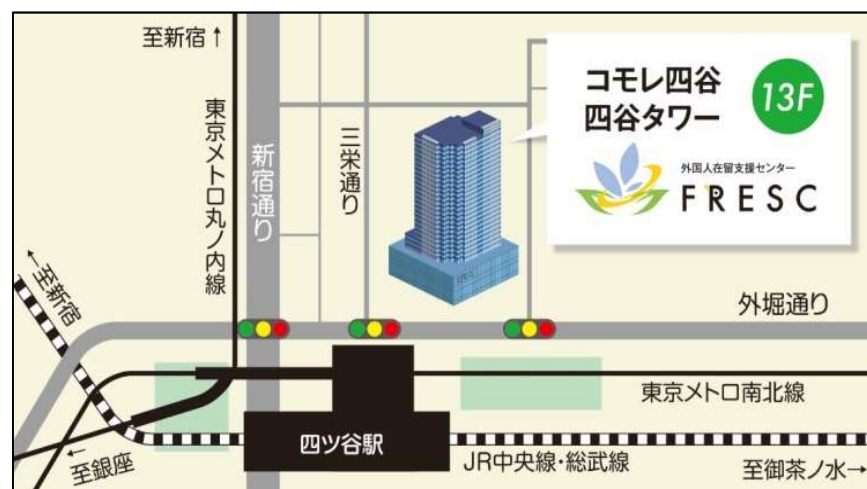 至新宿↑
コモレ四谷
四谷タワー
13F
外国人在留支援センター
FRESC
東京メトロ丸ノ内線
新宿通り
三栄通り
←至新宿
外堀通り
東京メトロ南北線
四ツ谷駅
←至銀座
JR中央線・総武線
至御茶ノ水→